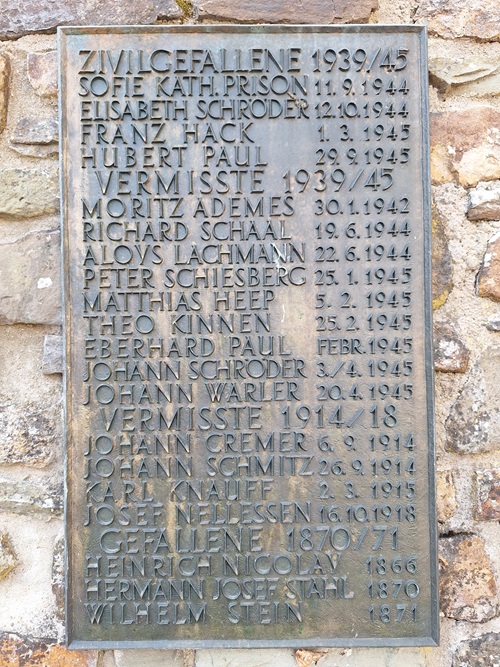 ZIVILGEFALLENE 1939/45
SOFIE KATH. PRISON 11.9.1944
ELISABETH SCHRÖDER 12.10.1944
FRANZ HACK 1.3.1945
HUBERT PAUL 29.9.1945
VERMISSTE 1939/45
MORITZ ADEMES 30.1.1942
RICHARD SCHAAL 19.6.1944
ALOYS LACHMANN 22.6.1944
PETER SCHIESBERG 25.1.1945
MATTHIAS HEEP 5.2.1945
THEO KINNEN 25.2.1945
EBERHARD PAUL FEBR.1945
JOHANN SCHRÖDER 3./4.1945
JOHANN WARLER 20.4.1945
VERMISSTE 1914/18
JOHANN CREMER 6.9.1914
JOHANN SCHMITZ 26.9.1914
KARL KNAUFF 2.3.1915
JOSEF NELLESSEN 16.10.1918
GEFALLENE 1870/71
HEINRICH NICOLAY 1866
HERMANN JOSEF STAHL 1870
WILHELM STEIN 1871